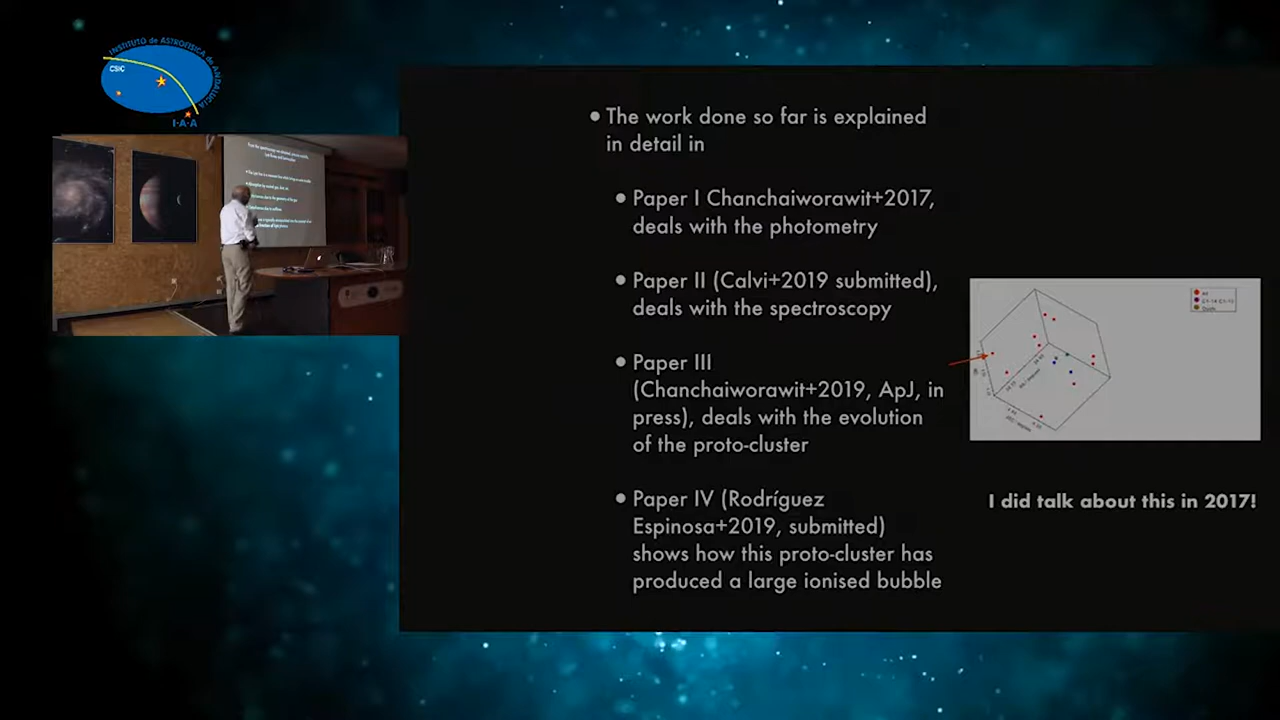 INSTITUTO de ASTROFISICA de ANDALUCIA
CSIC
I·A·A
The work done so far is explained
in detail in
Paper I Chanchaiworawit+2017,
deals with the photometry
Paper II (Calvi+2019 submitted),
deals with the spectroscopy
Paper III
(Chanchaiworawit+2019, ApJ, in
press), deals with the evolution
of the proto-cluster
Paper IV (Rodríguez
Espinosa+2019, submitted)
shows how this proto-cluster has
produced a large ionised bubble
I did talk about this in 2017!